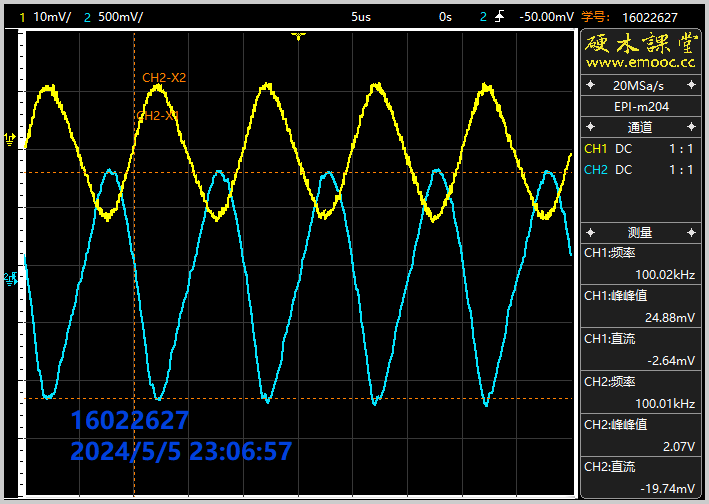 1 10mV/ 2 500mV/ 5us 0s 2 -50.00mV 学号: 16022627
硬木課堂
www.emooc.cc
20MSa/s
EPI-m204
通道
CH1 DC 1 : 1
CH2 DC 1 : 1
测量
CH1:频率
100.02kHz
CH1:峰峰值
24.88mV
CH1:直流
-2.64mV
CH2:频率
100.01kHz
CH2:峰峰值
2.07V
CH2:直流
-19.74mV
CH2-X2
CH2-X1
1
2
16022627
2024/5/5 23:06:57